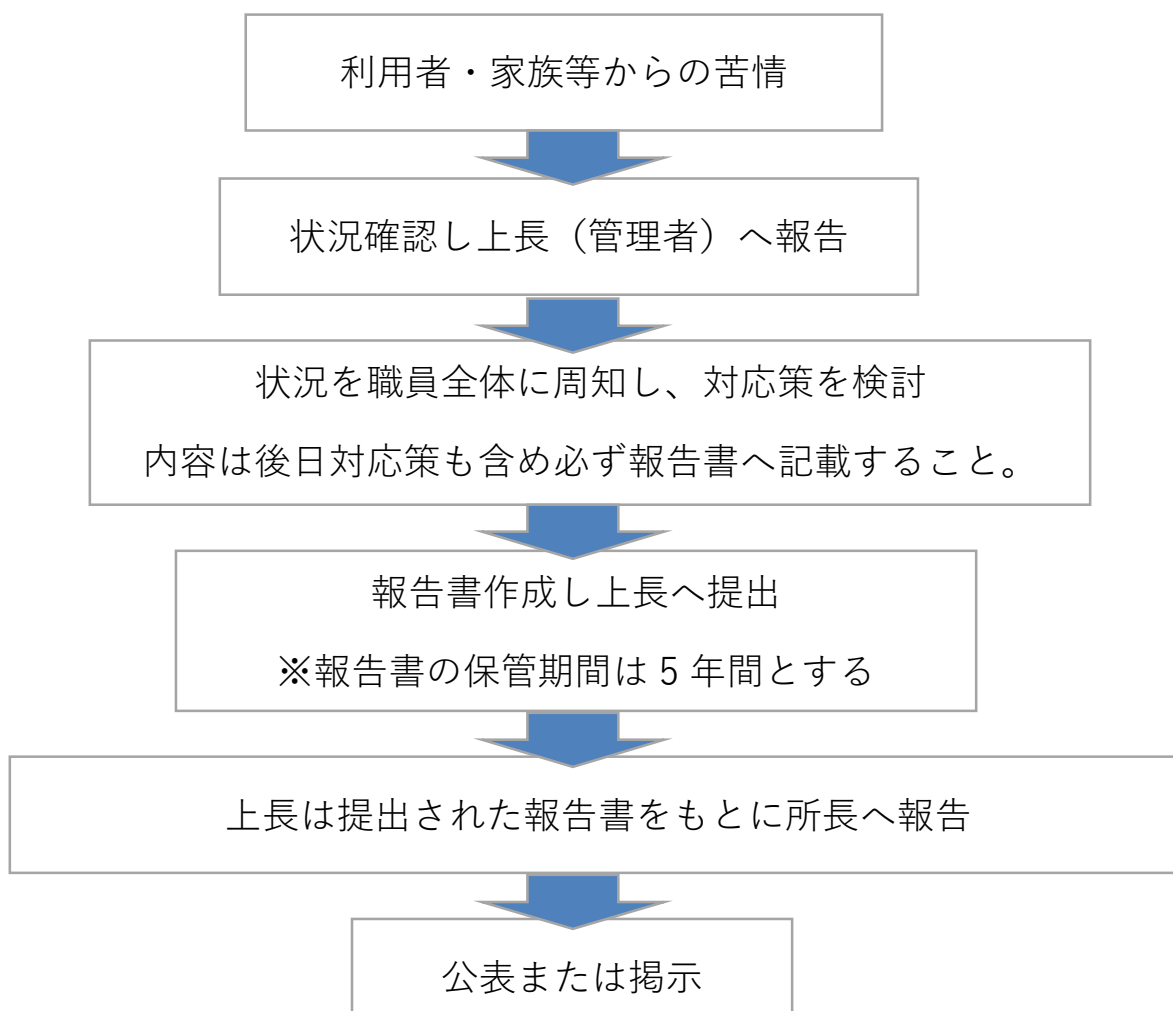 利用者・家族等からの苦情
状況確認し上長（管理者）へ報告
状況を職員全体に周知し、対応策を検討
内容は後日対応策も含め必ず報告書へ記載すること。
報告書作成し上長へ提出
※報告書の保管期間は 5 年間とする
上長は提出された報告書をもとに所長へ報告
公表または掲示